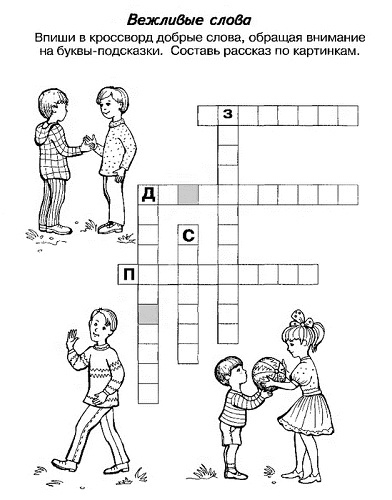 Вежливые слова
Впиши в кроссворд добрые слова, обращая внимание
на буквы-подсказки. Составь рассказ по картинкам.
З
Д
С
П